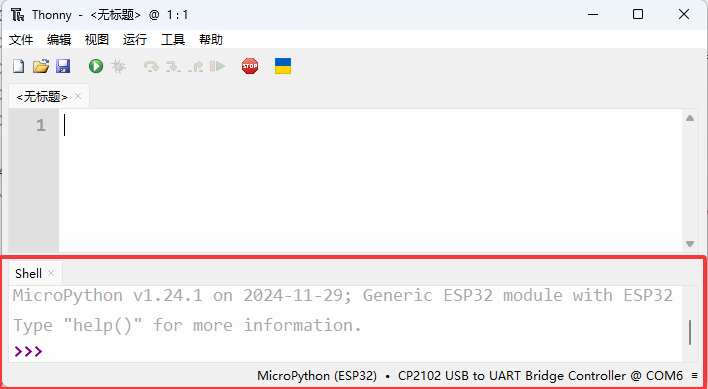 Thonny - <无标题> @ 1:1
文件 编辑 视图 运行 工具 帮助
STOP
<无标题> ×
1
Shell ×
MicroPython v1.24.1 on 2024-11-29; Generic ESP32 module with ESP32
Type "help()" for more information.
>>>
MicroPython (ESP32) • CP2102 USB to UART Bridge Controller @ COM6 ≡